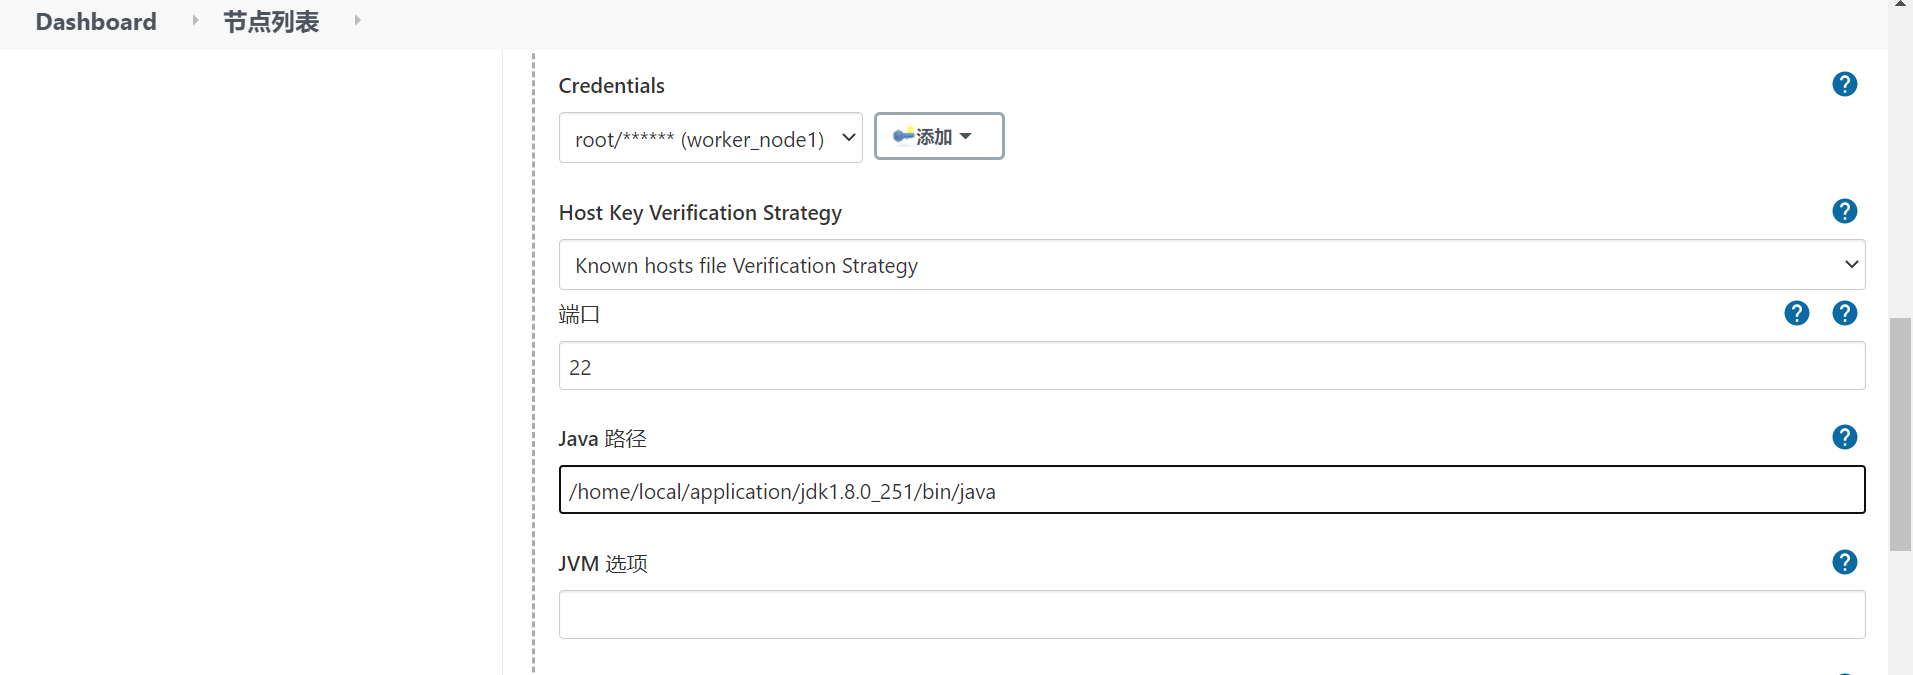 Dashboard 节点列表
Credentials
root/****** (worker_node1) 添加
Host Key Verification Strategy
Known hosts file Verification Strategy
端口
22
Java 路径
/home/local/application/jdk1.8.0_251/bin/java
JVM 选项